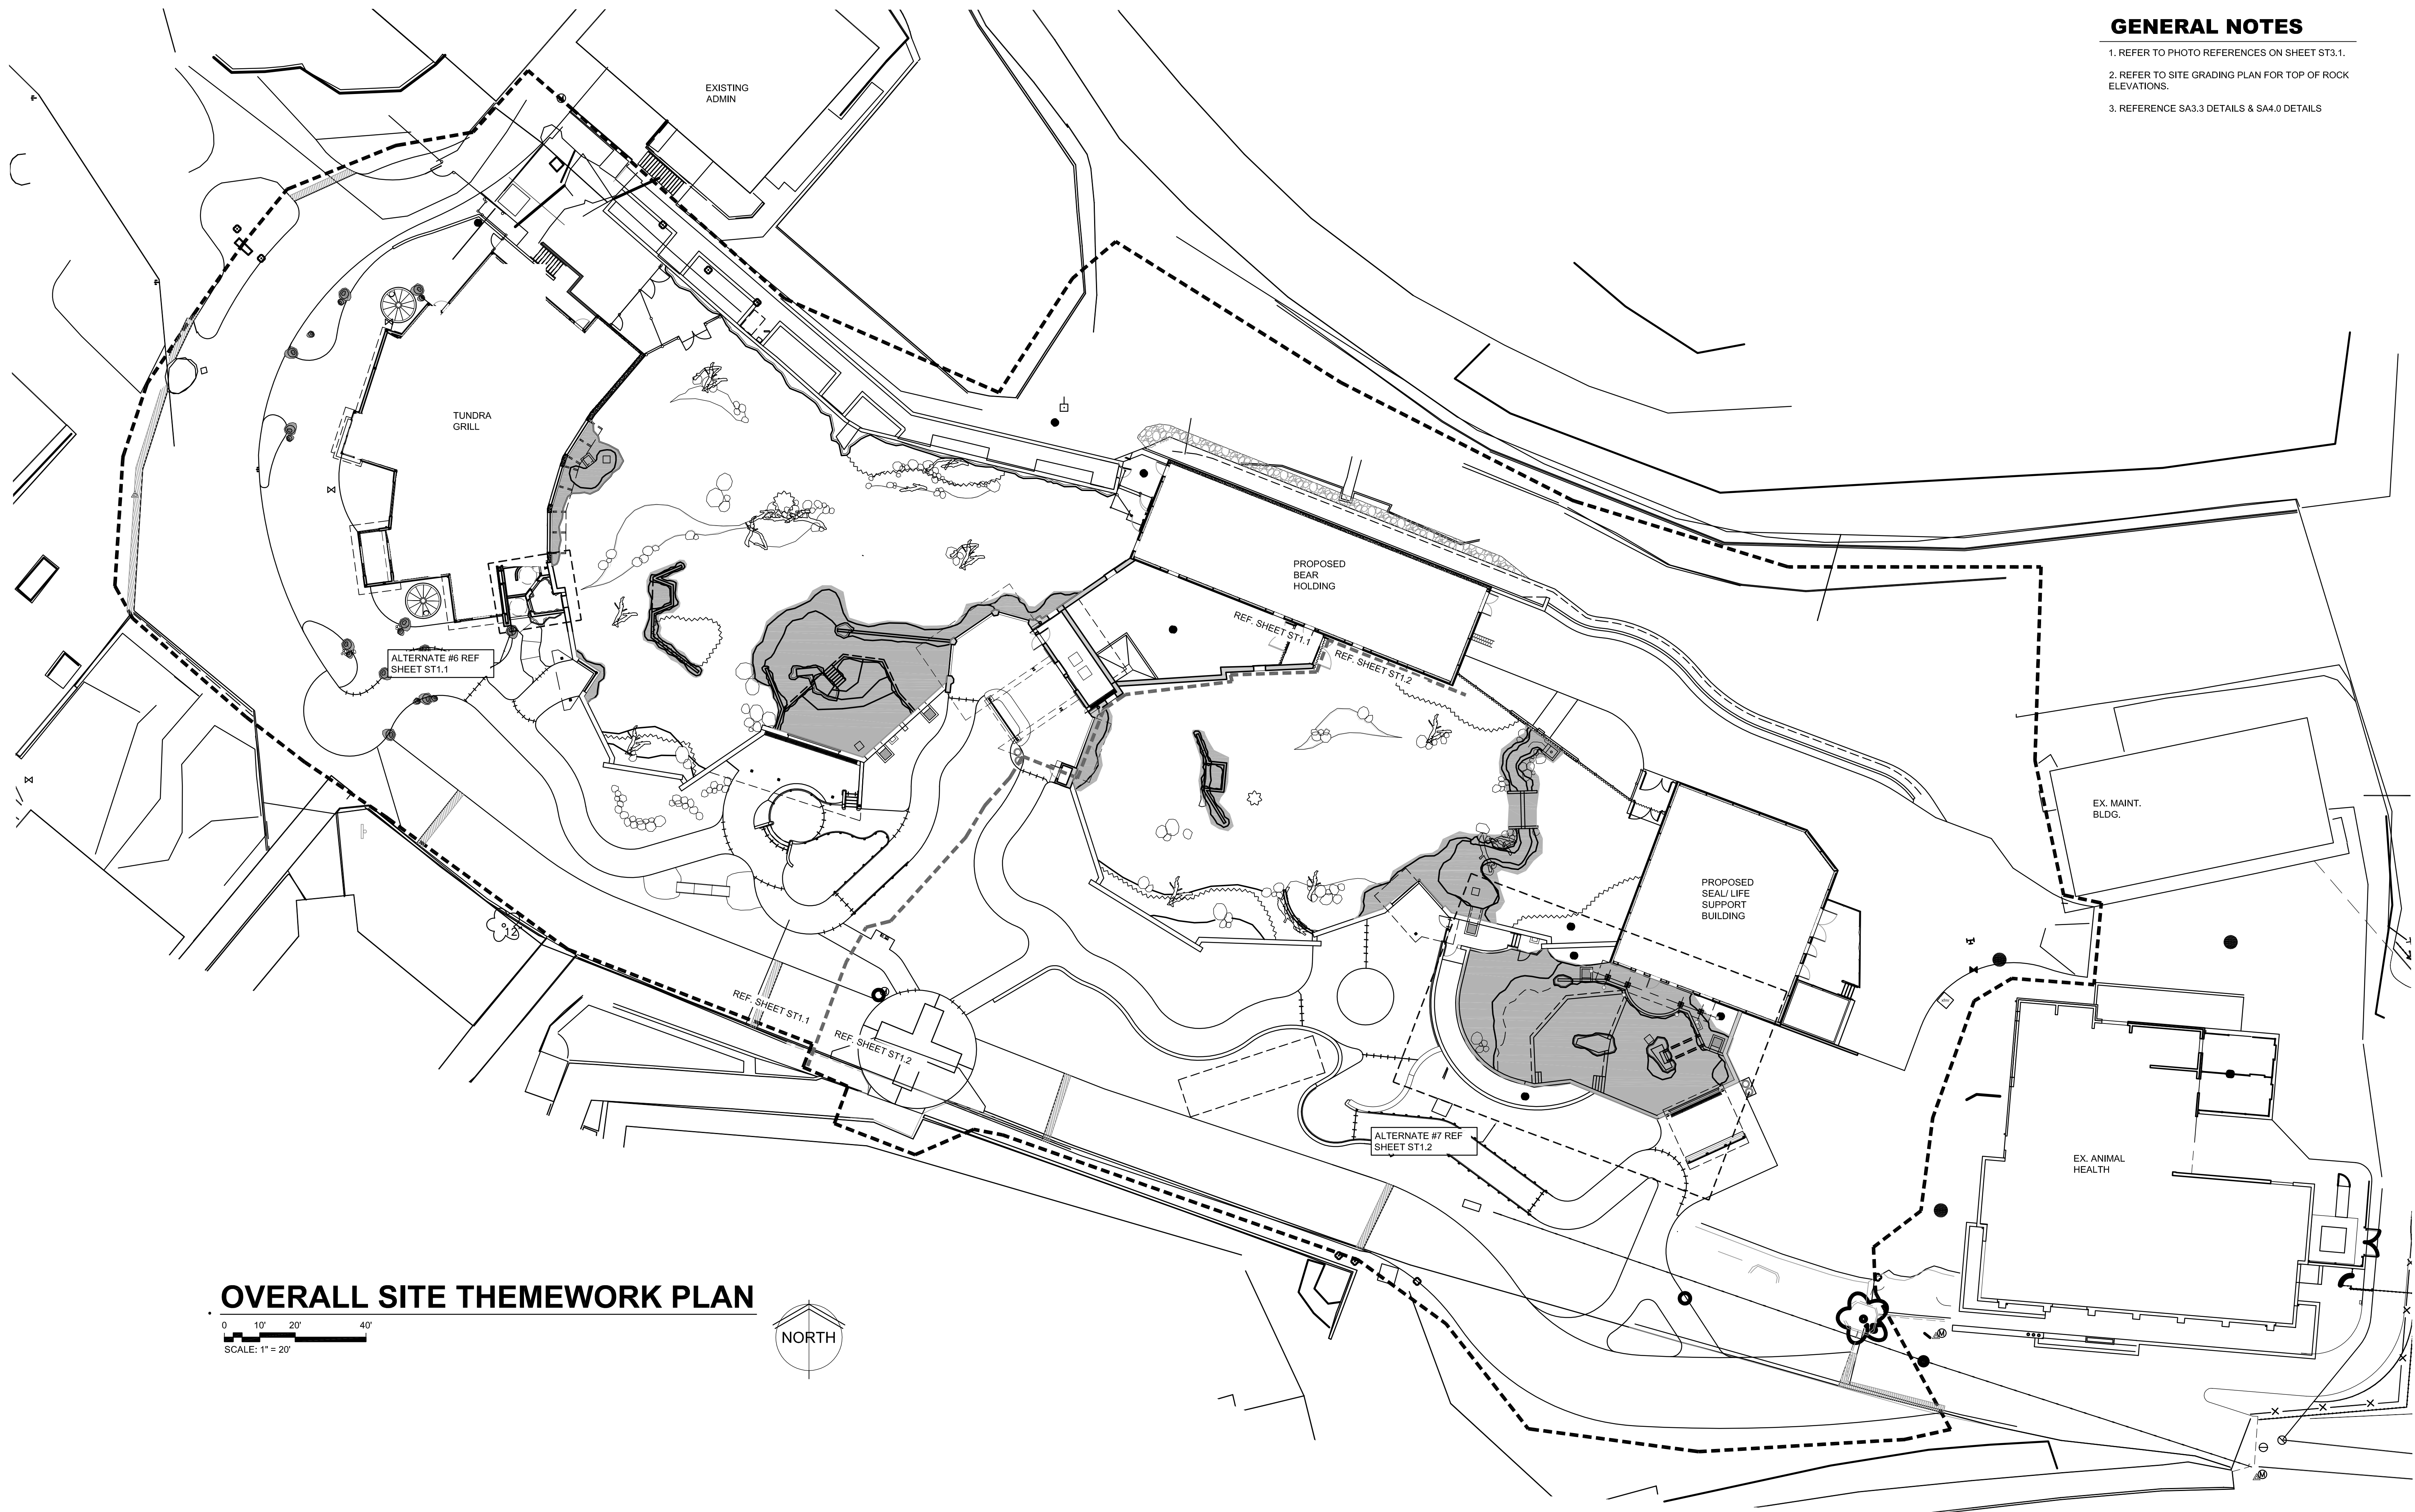 GENERAL NOTES
1. REFER TO PHOTO REFERENCES ON SHEET ST3.1.
2. REFER TO SITE GRADING PLAN FOR TOP OF ROCK
ELEVATIONS.
3. REFERENCE SA3.3 DETAILS & SA4.0 DETAILS
EXISTING
ADMIN
TUNDRA
GRILL
PROPOSED
BEAR
HOLDING
REF. SHEET ST1.1
REF. SHEET ST1.2
ALTERNATE #6 REF
SHEET ST1.1
EX. MAINT.
BLDG.
PROPOSED
SEAL/ LIFE
SUPPORT
BUILDING
12
REF. SHEET ST1.1
REF. SHEET ST1.2
ALTERNATE #7 REF
SHEET ST1.2
EX. ANIMAL
HEALTH
OVERALL SITE THEMEWORK PLAN
0 10' 20' 40'
SCALE: 1" = 20'
NORTH
M
M